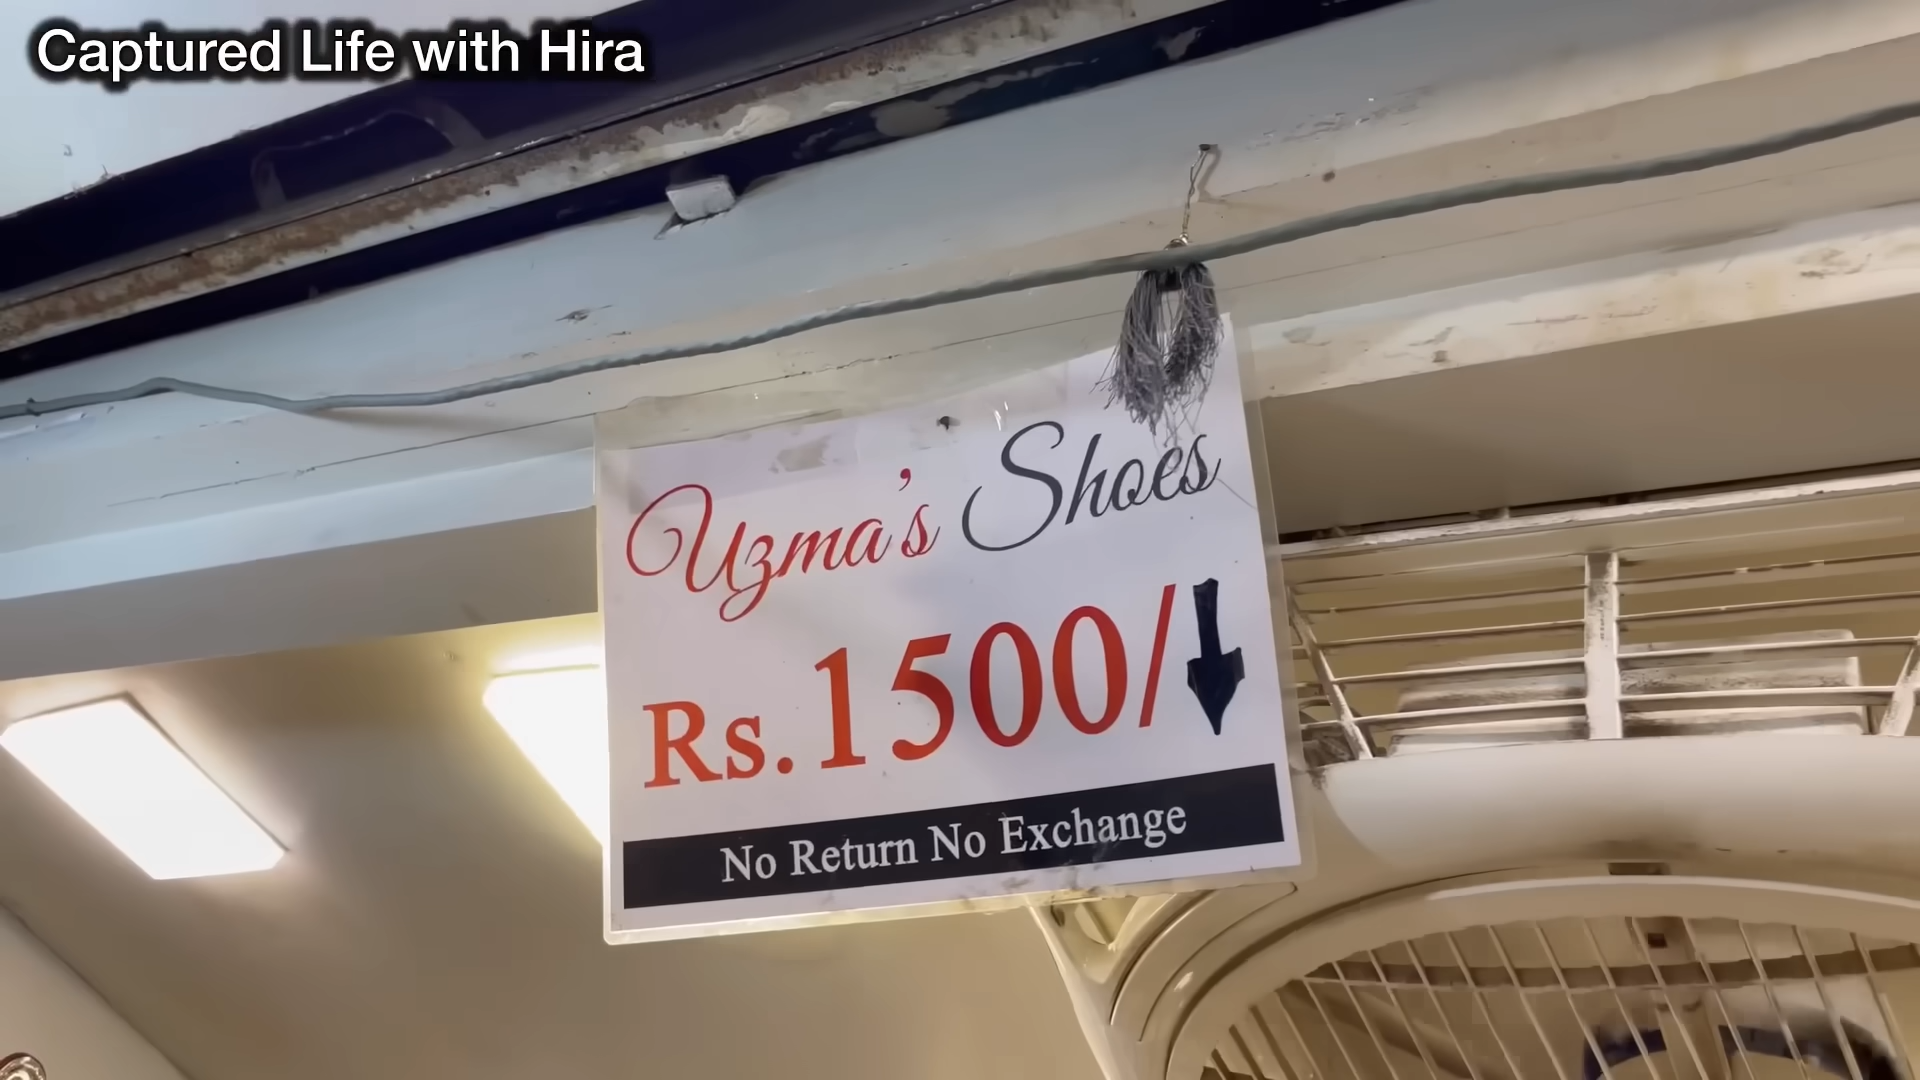 Captured Life with Hira
Uzma's Shoes
Rs.1500/
No Return No Exchange